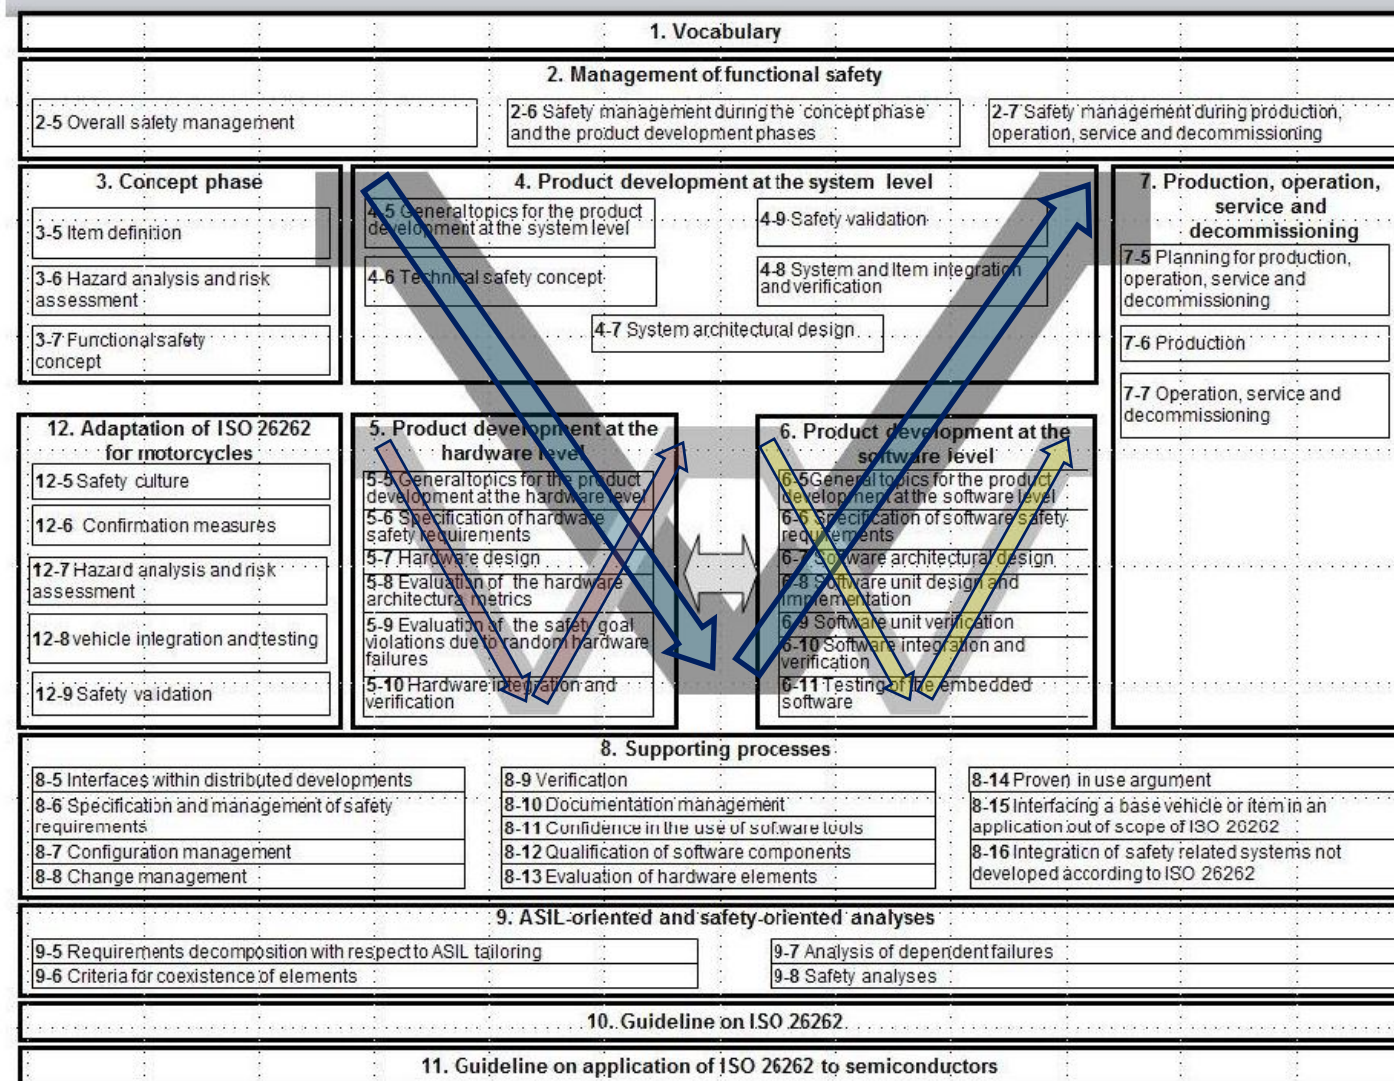 1. Vocabulary
2. Management of functional safety
2-5 Overall safety management
2-6 Safety management during the concept phase
and the product development phases
2-7 Safety management during production,
operation, service and decommissioning
3. Concept phase
3-5 Item definition
3-6 Hazard analysis and risk
assessment
3-7 Functional safety
concept
4. Product development at the system level
4-5 General topics for the product
development at the system level
4-6 Technical safety concept
4-7 System architectural design
4-9 Safety validation
4-8 System and Item integration
and verification
7. Production, operation,
service and
decommissioning
7-5 Planning for production,
operation, service and
decommissioning
7-6 Production
7-7 Operation, service and
decommissioning
12. Adaptation of ISO 26262
for motorcycles
12-5 Safety culture
12-6 Confirmation measures
12-7 Hazard analysis and risk
assessment
12-8 vehicle integration and testing
12-9 Safety validation
5. Product development at the
hardware level
5-5 General topics for the product
development at the hardware level
5-6 Specification of hardware
safety requirements
5-7 Hardware design
5-8 Evaluation of the hardware
architectural metrics
5-9 Evaluation of the safety goal
violations due to random hardware
failures
5-10 Hardware integration and
verification
6. Product development at the
software level
6-5 General topics for the product
development at the software level
6-6 Specification of software safety
requirements
6-7 Software architectural design
6-8 Software unit design and
implementation
6-9 Software unit verification
6-10 Software integration and
verification
6-11 Testing of the embedded
software
8. Supporting processes
8-5 Interfaces within distributed developments
8-6 Specification and management of safety
requirements
8-7 Configuration management
8-8 Change management
8-9 Verification
8-10 Documentation management
8-11 Confidence in the use of software tools
8-12 Qualification of software components
8-13 Evaluation of hardware elements
8-14 Proven in use argument
8-15 Interfacing a base vehicle or item in an
application out of scope of ISO 26262
8-16 Integration of safety related systems not
developed according to ISO 26262
9. ASIL-oriented and safety-oriented analyses
9-5 Requirements decomposition with respect to ASIL tailoring
9-6 Criteria for coexistence of elements
9-7 Analysis of dependent failures
9-8 Safety analyses
10. Guideline on ISO 26262
11. Guideline on application of ISO 26262 to semiconductors